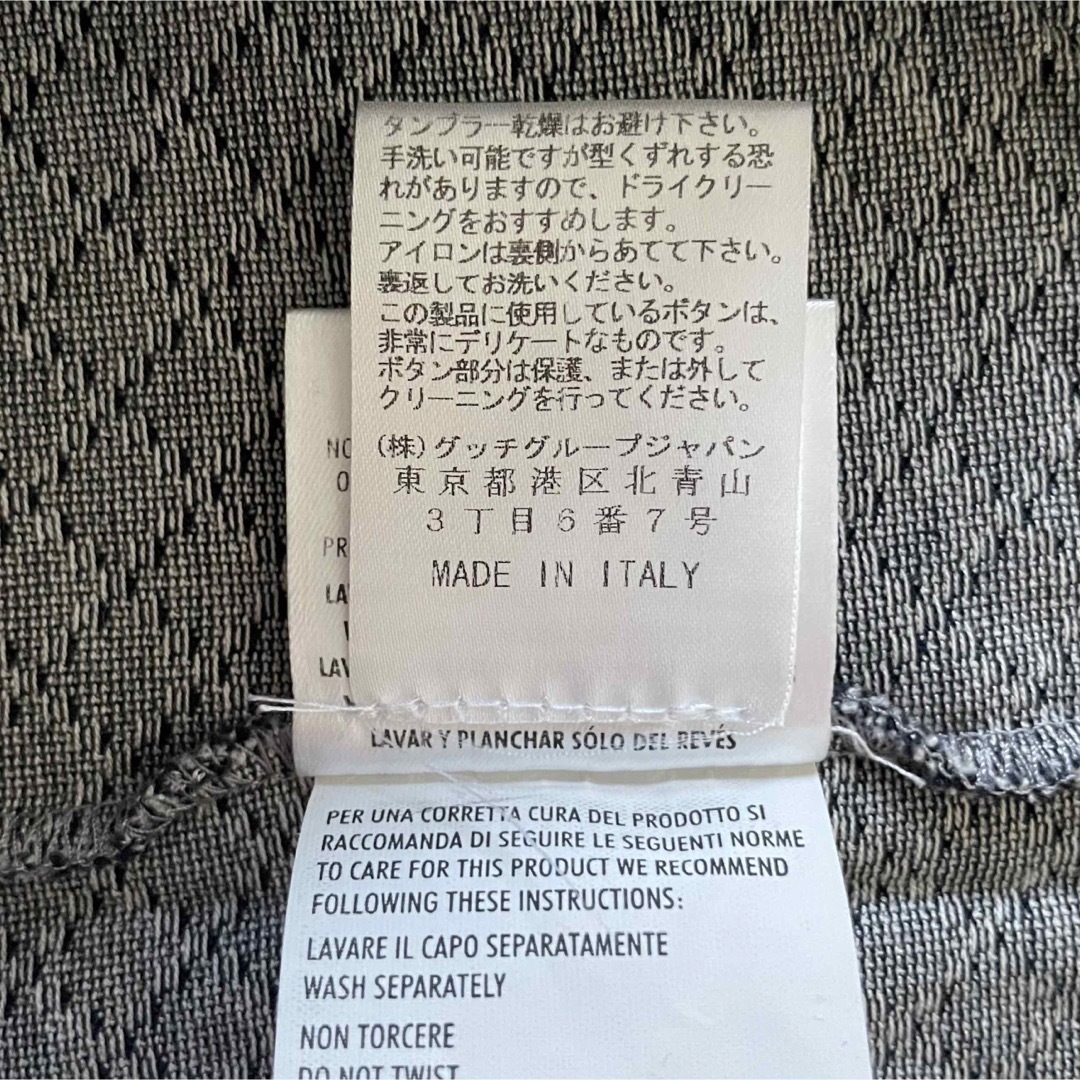 タンブラー乾燥はお避け下さい。
手洗い可能ですが型くずれする恐
れがありますので、ドライクリー
ニングをおすすめします。
アイロンは裏側からあてて下さい。
裏返してお洗いください。
この製品に使用しているボタンは、
非常にデリケートなものです。
ボタン部分は保護、または外して
クリーニングを行ってください。
(株)グッチグループジャパン
東京都港区北青山
3丁目6番7号
MADE IN ITALY
LAVAR Y PLANCHAR SÓLO DEL REVÉS
PER UNA CORRETTA CURA DEL PRODOTTO SI
RACCOMANDA DI SEGUIRE LE SEGUENTI NORME
TO CARE FOR THIS PRODUCT WE RECOMMEND
FOLLOWING THESE INSTRUCTIONS:
LAVARE IL CAPO SEPARATAMENTE
WASH SEPARATELY
NON TORCERE
DO NOT TWIST